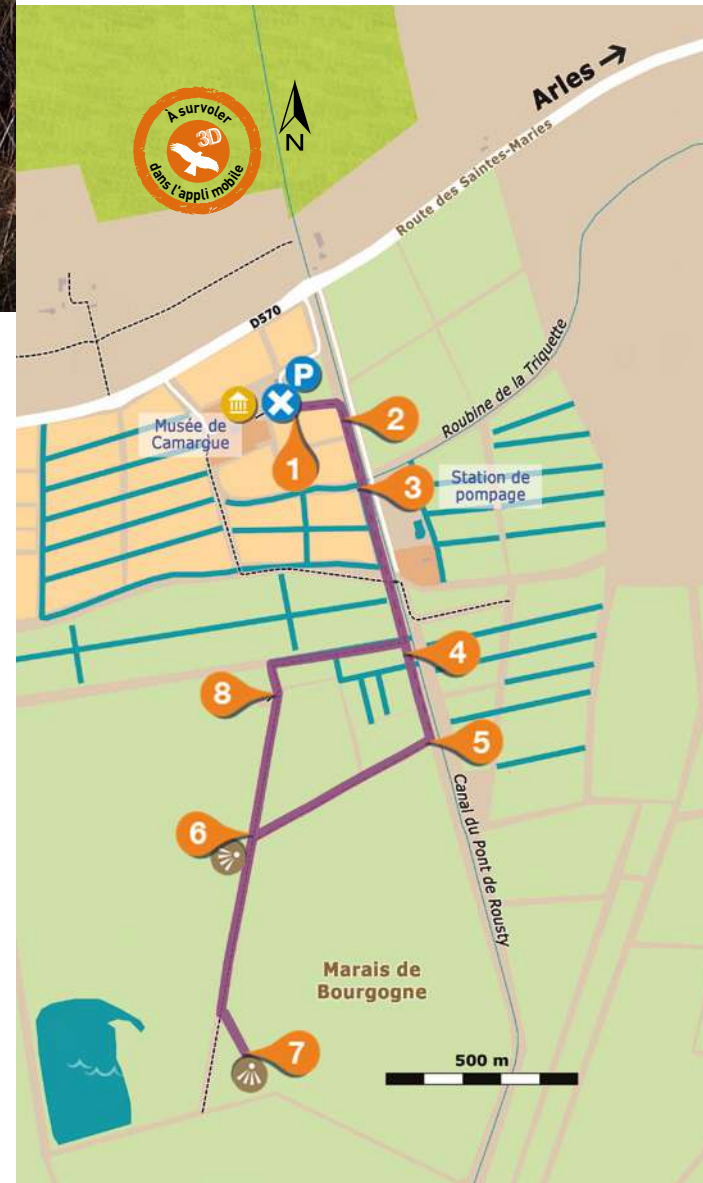 À survoler
3D
dans l'appli mobile
N
Arles
Route des Saintes-Maries
D570
P
Roubine de la Triquette
Musée de
Camargue
1
2
3
Station de
pompage
4
8
5
6
Canal du Pont de Rousty
Marais de
Bourgogne
7
500 m